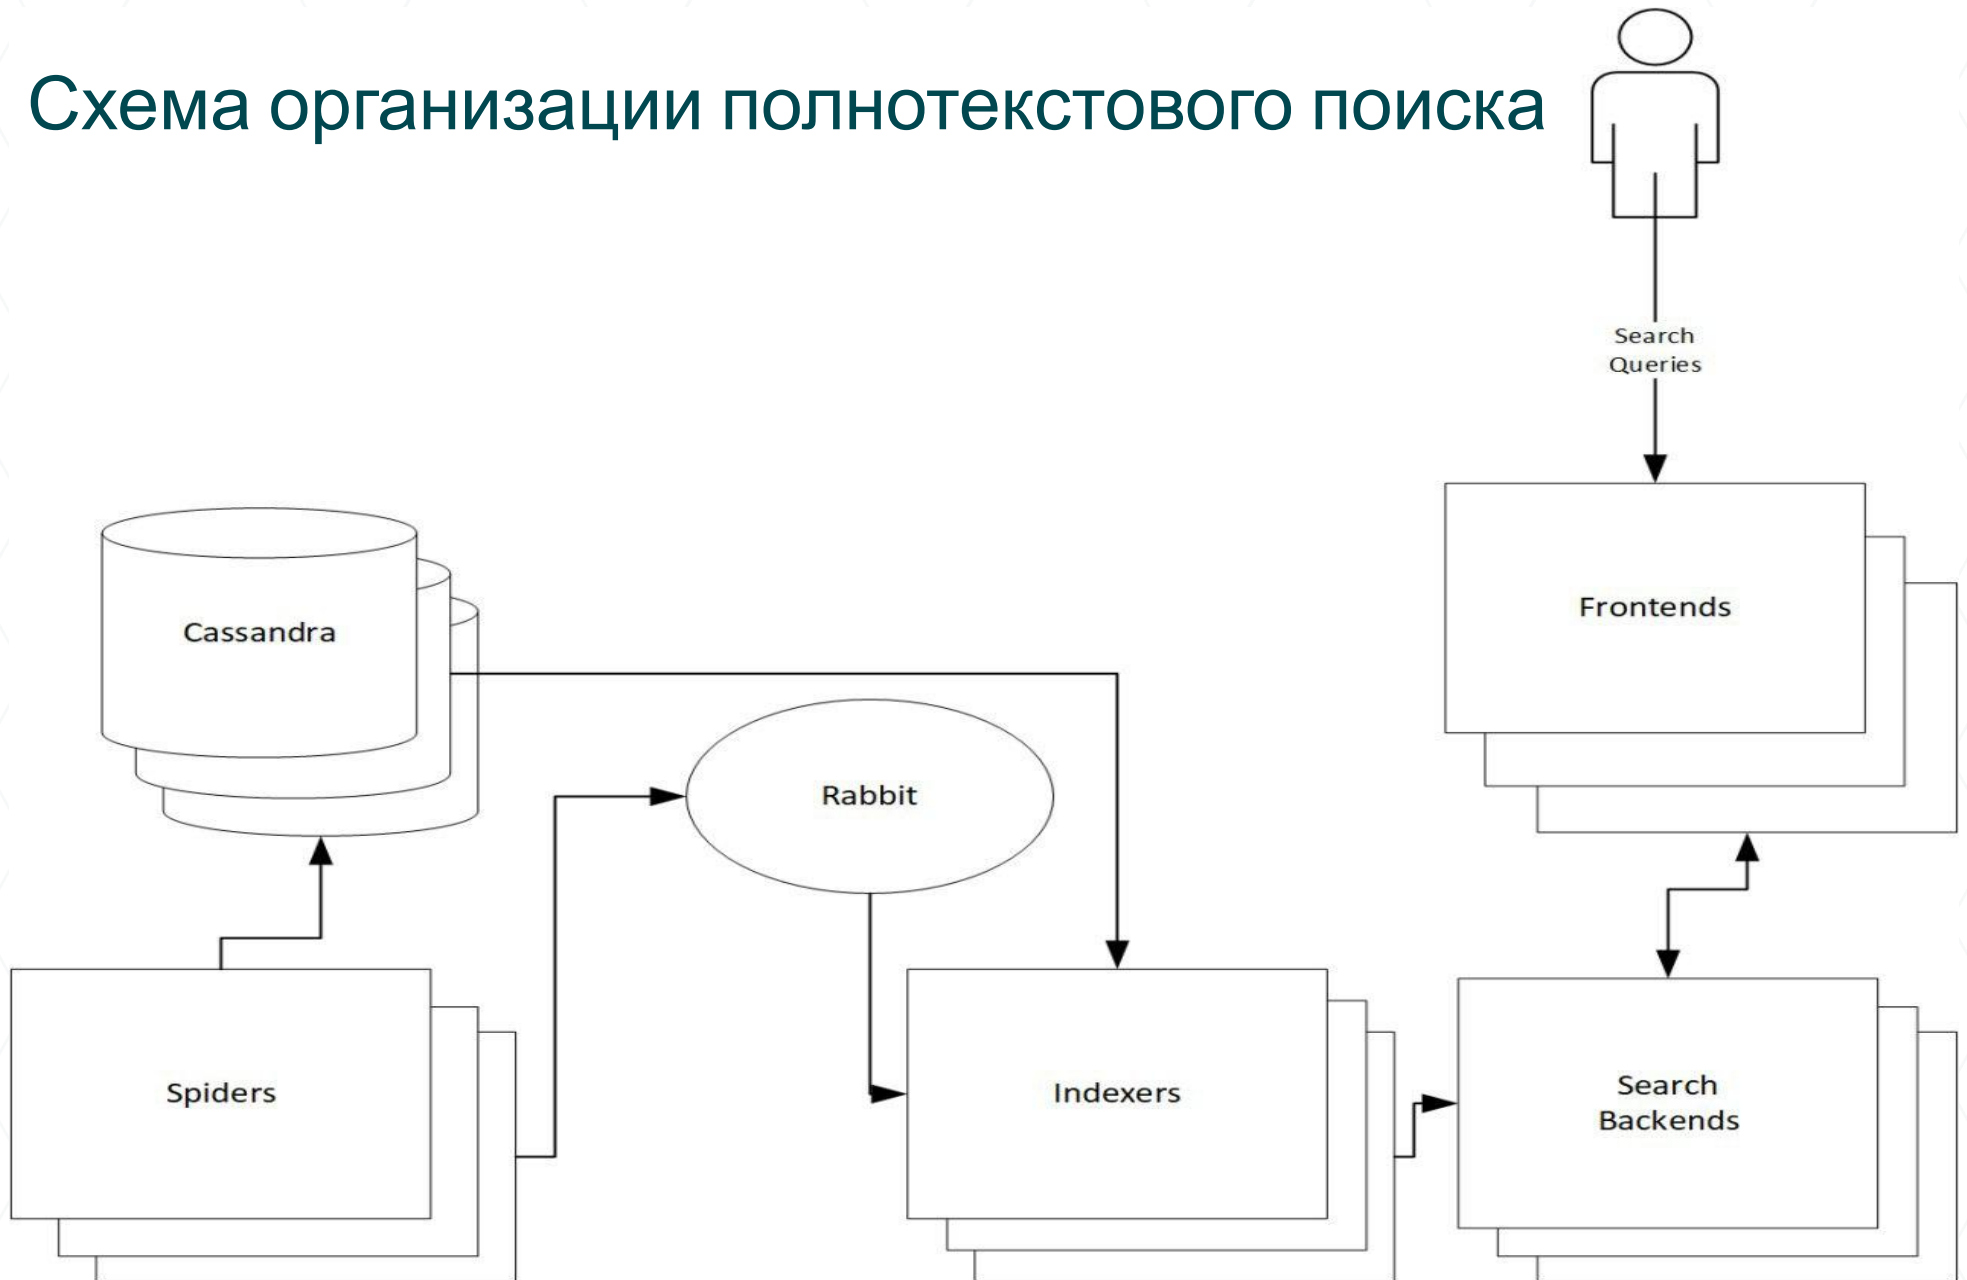 Схема организации полнотекстового поиска
Search
Queries
Frontends
Cassandra
Rabbit
Spiders
Indexers
Search
Backends